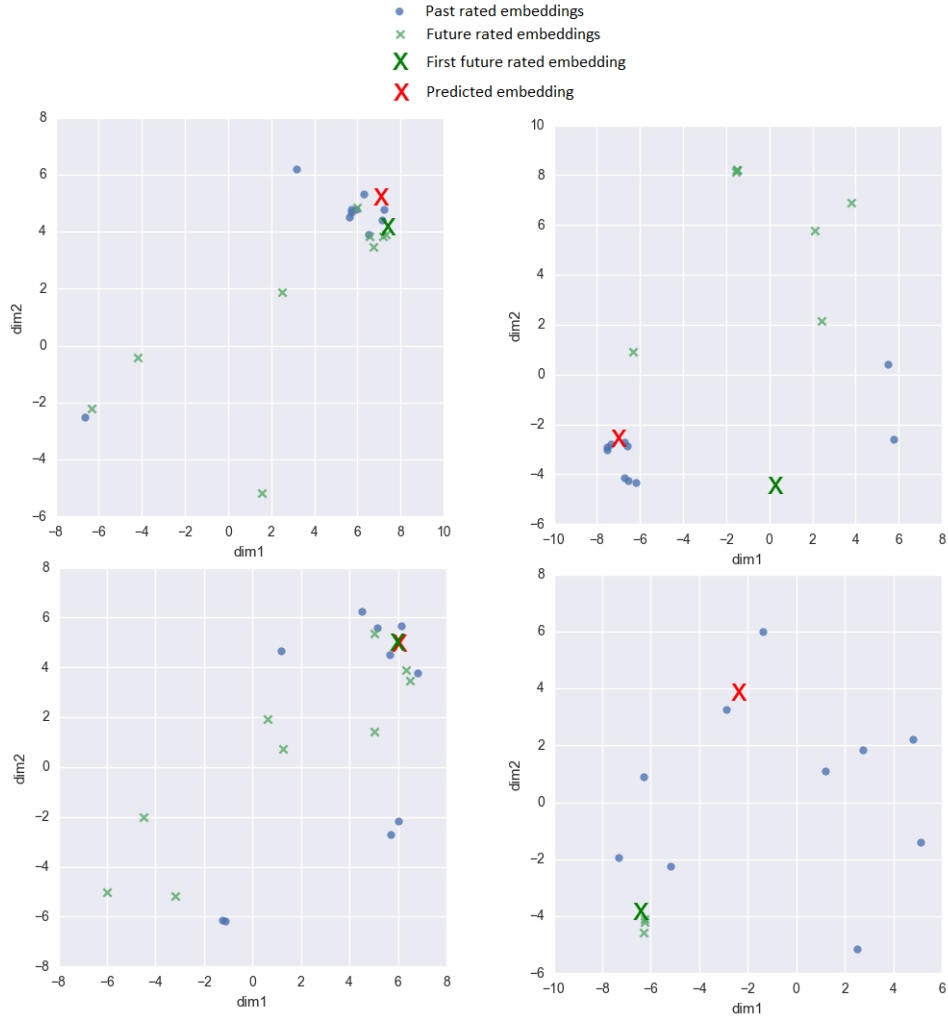 Past rated embeddings
Future rated embeddings
First future rated embedding
Predicted embedding
8
6
4
2
0
−2
−4
−6
dim2
−8 −6 −4 −2 0 2 4 6 8 10
dim1
10
8
6
4
2
0
−2
−4
−6
dim2
−10 −8 −6 −4 −2 0 2 4 6 8
dim1
8
6
4
2
0
−2
−4
−6
−8
dim2
−8 −6 −4 −2 0 2 4 6 8
dim1
8
6
4
2
0
−2
−4
−6
dim2
−10 −8 −6 −4 −2 0 2 4 6
dim1